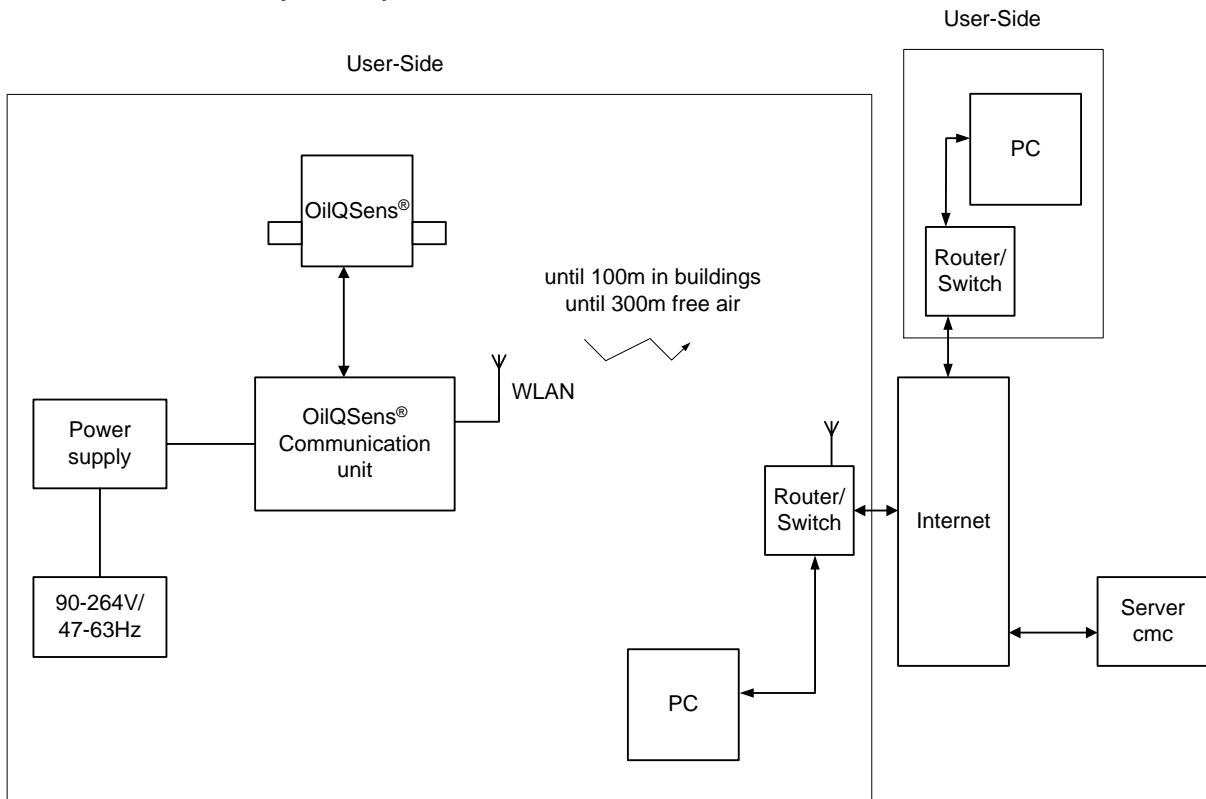 User-Side
User-Side
PC
OilQSens®
Router/
Switch
until 100m in buildings
until 300m free air
WLAN
OilQSens®
Communication
unit
Power
supply
Router/
Switch
Internet
90-264V/
47-63Hz
Server
cmc
PC